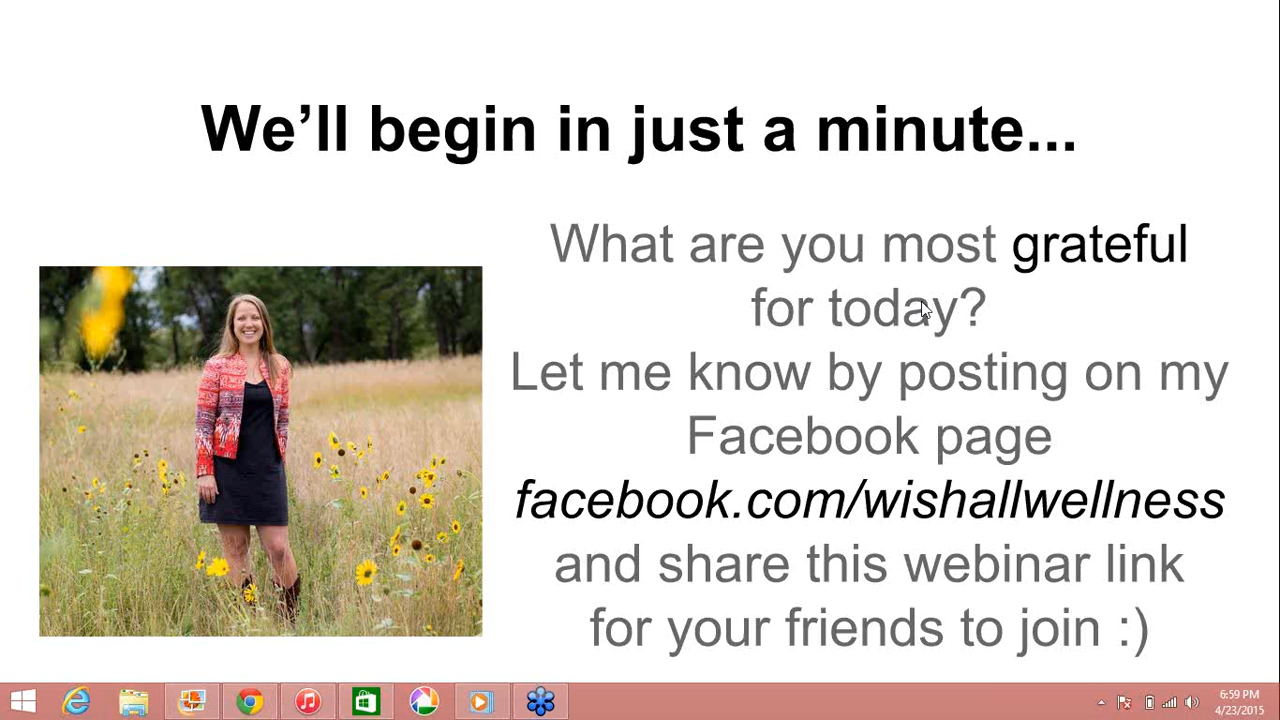 We’ll begin in just a minute...
What are you most grateful
for today?
Let me know by posting on my
Facebook page
facebook.com/wishallwellness
and share this webinar link
for your friends to join :)
6:59 PM
4/23/2015